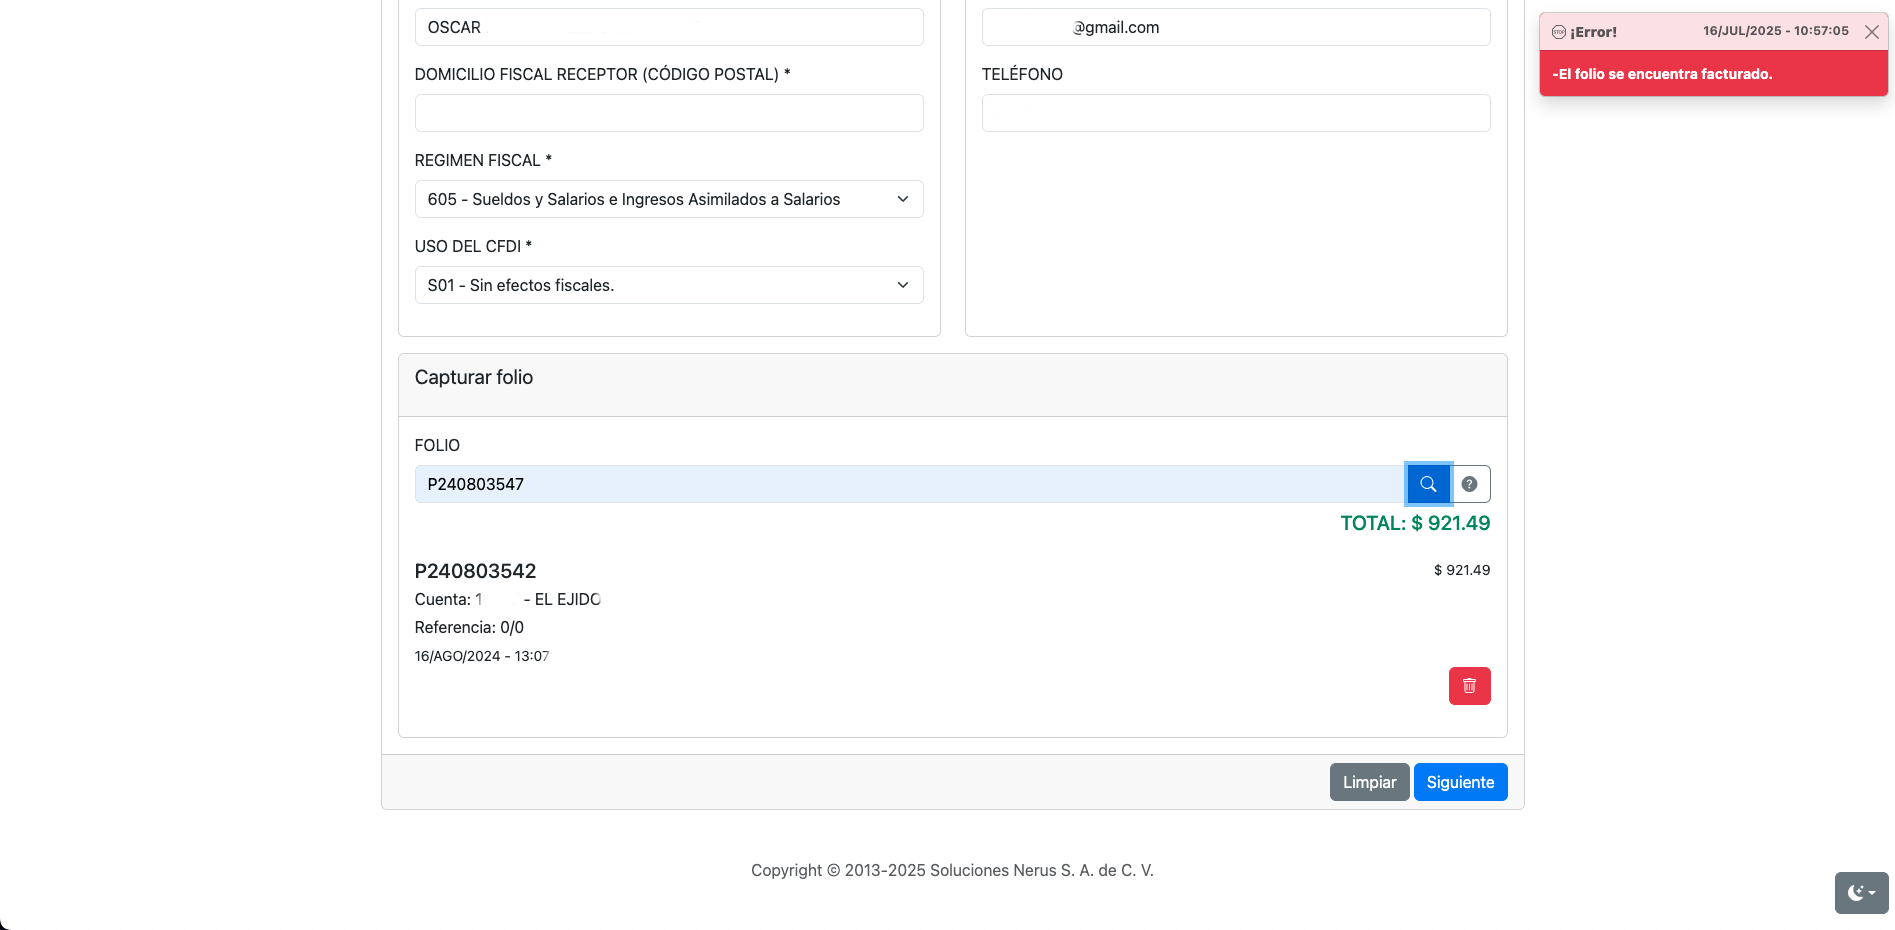 OSCAR
DOMICILIO FISCAL RECEPTOR (CÓDIGO POSTAL) *
REGIMEN FISCAL *
605 - Sueldos y Salarios e Ingresos Asimilados a Salarios
USO DEL CFDI *
S01 - Sin efectos fiscales.
@gmail.com
TELÉFONO
¡Error!
16/JUL/2025 - 10:57:05
-El folio se encuentra facturado.
Capturar folio
FOLIO
P240803547
TOTAL: $ 921.49
P240803542
$ 921.49
Cuenta: 1 - EL EJIDO
Referencia: 0/0
16/AGO/2024 - 13:07
Limpiar
Siguiente
Copyright © 2013-2025 Soluciones Nerus S. A. de C. V.